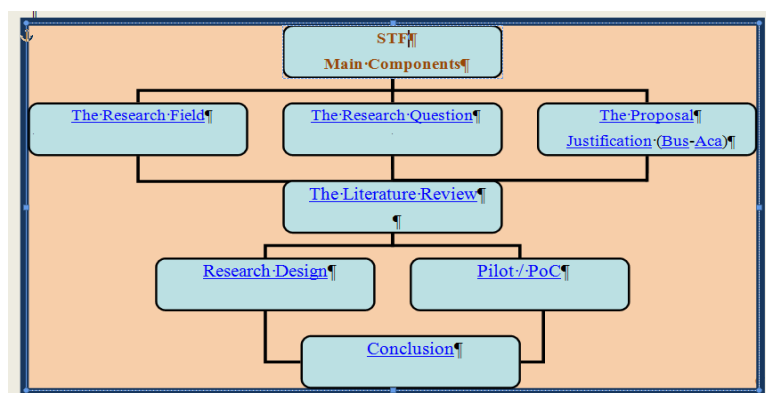 STF¶
Main·Components¶
The·Research·Field¶
The·Research·Question¶
The·Proposal¶
Justification·(Bus-Aca)¶
The·Literature·Review¶
¶
Research·Design¶
Pilot·/·PoC¶
Conclusion¶